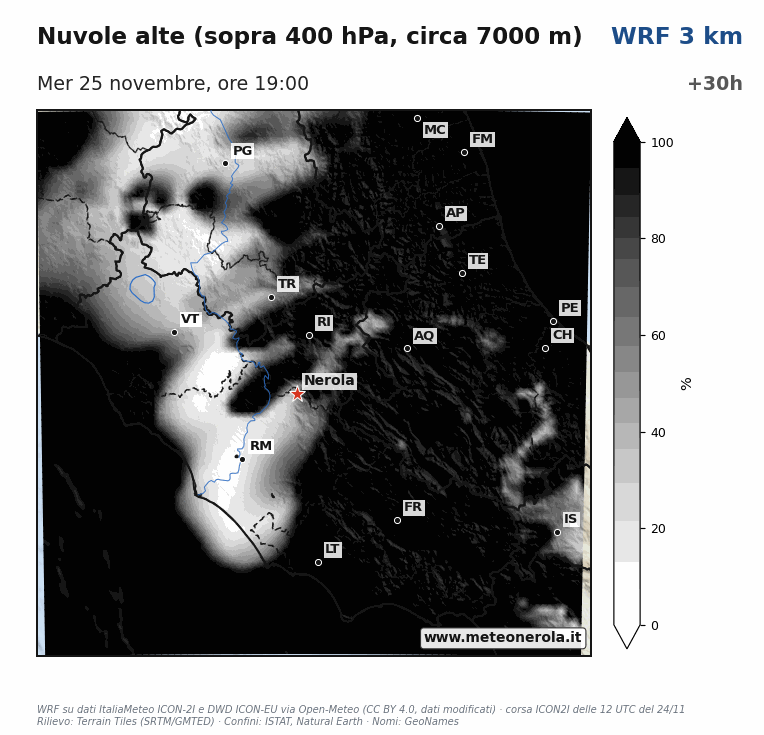 Nuvole alte (sopra 400 hPa, circa 7000 m)
WRF 3 km
Mer 25 novembre, ore 19:00
+30h
MC
FM
PG
AP
TE
TR
PE
VT
RI
AQ
CH
Nerola
RM
FR
IS
LT
www.meteonerola.it
100
80
60
40
20
0
%
WRF su dati ItaliaMeteo ICON-2I e DWD ICON-EU via Open-Meteo (CC BY 4.0, dati modificati) · corsa ICON2I delle 12 UTC del 24/11
Rilievo: Terrain Tiles (SRTM/GMTED) · Confini: ISTAT, Natural Earth · Nomi: GeoNames